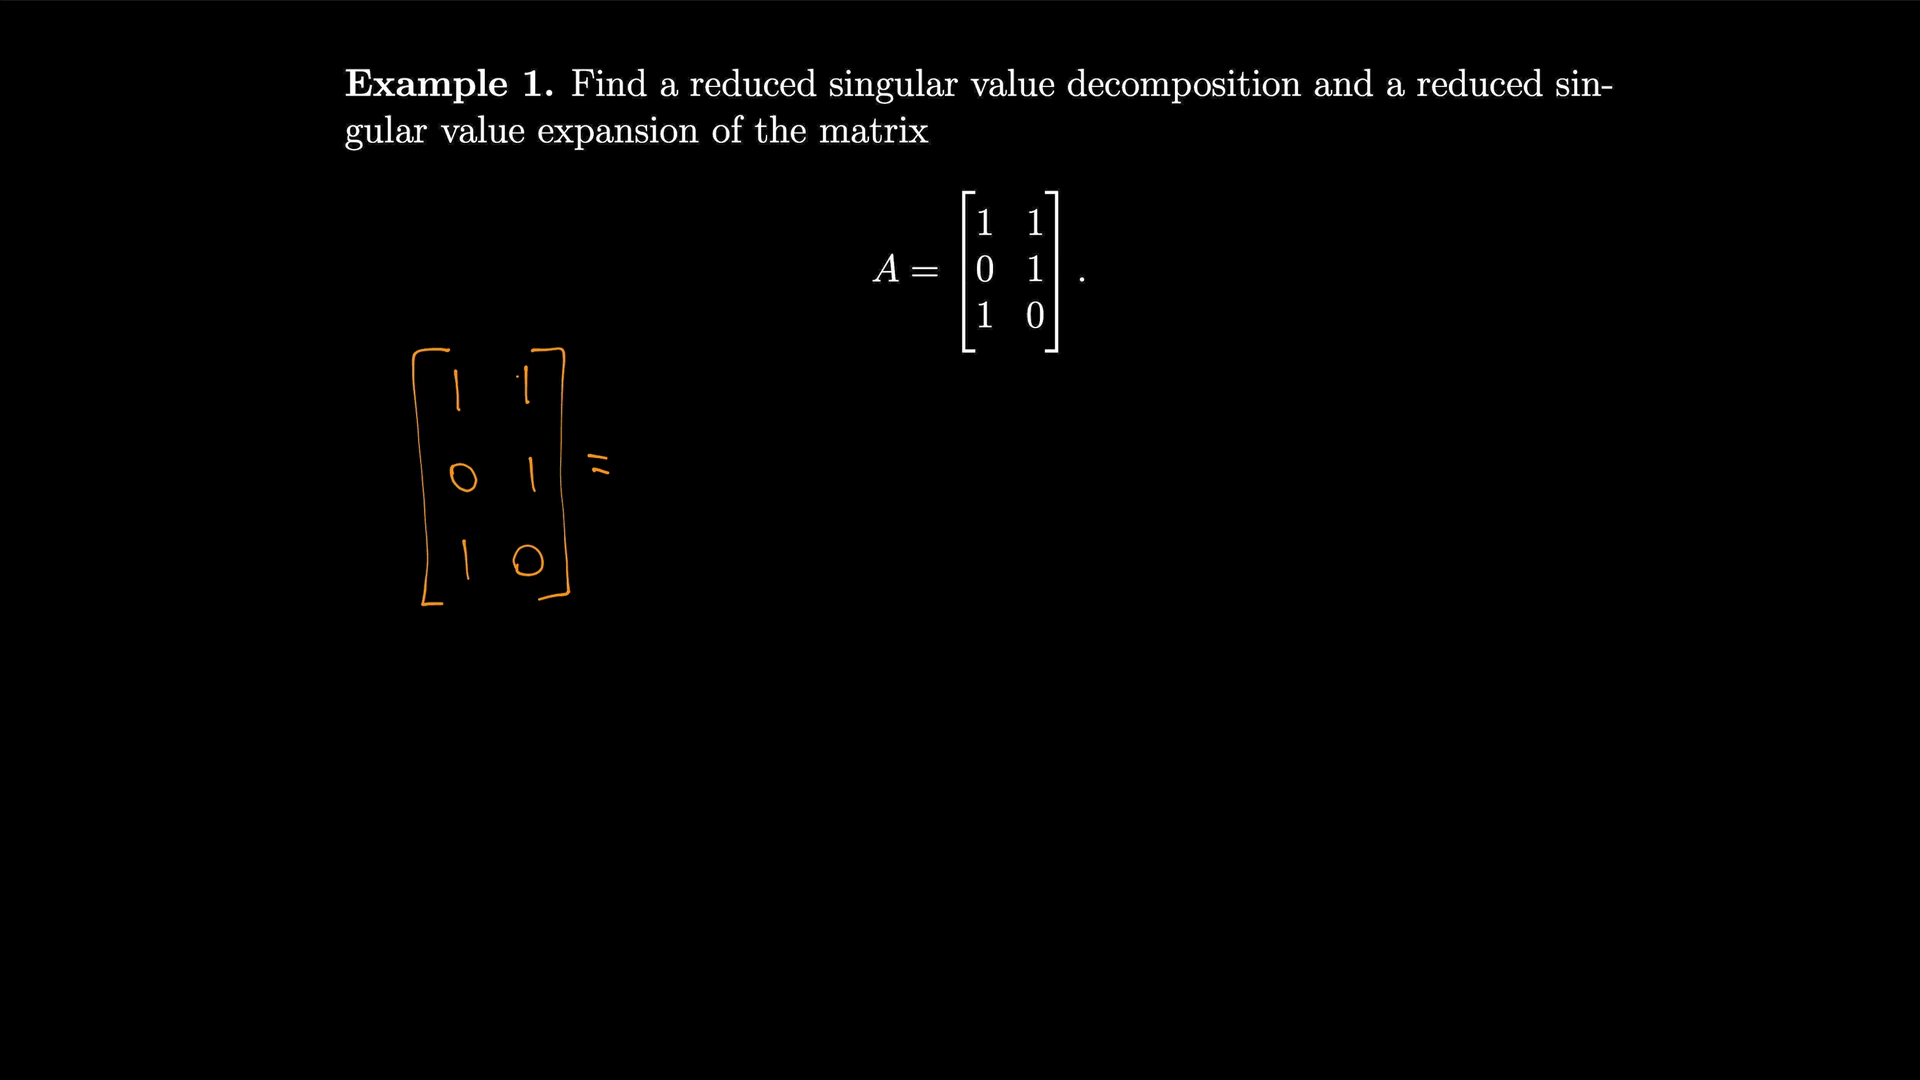 Example 1. Find a reduced singular value decomposition and a reduced sin-
gular value expansion of the matrix
A = [1 1
0 1
1 0] .
[1 1
0 1 ] =
1 0